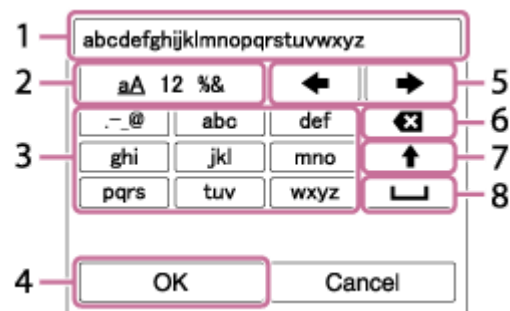 1 abcdefghijklmnopqrstuvwxyz
2 aA 12 %& 5
.-_@ abc def 6
3 ghi jkl mno 7
pqrs tuv wxyz 8
4 OK Cancel